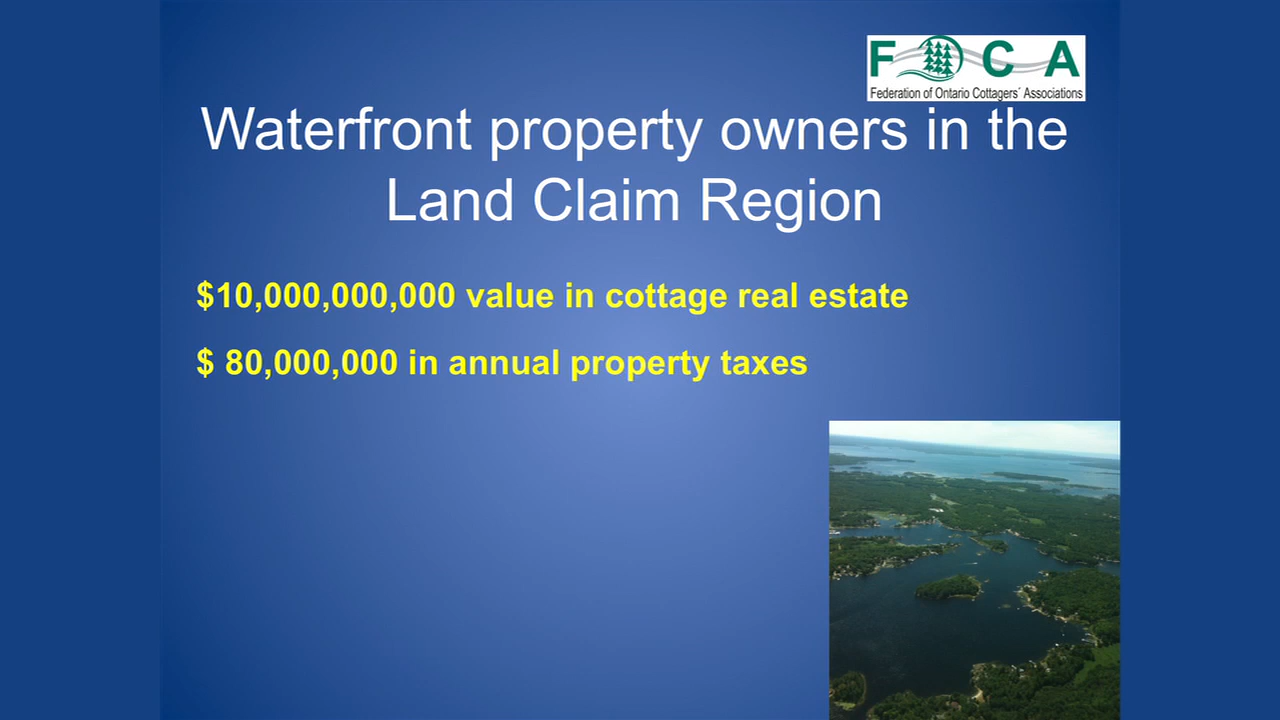 F O C A
Federation of Ontario Cottagers´ Associations
Waterfront property owners in the
Land Claim Region
$10,000,000,000 value in cottage real estate
$ 80,000,000 in annual property taxes